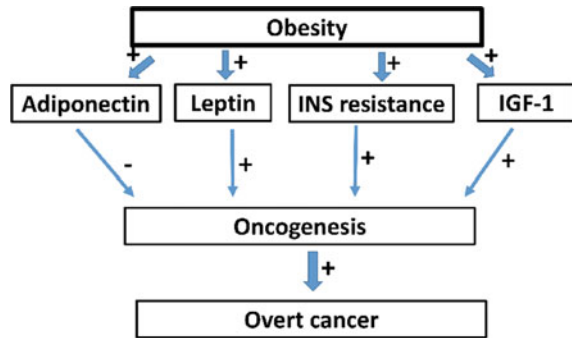 Obesity
+ + + +
Adiponectin Leptin INS resistance IGF-1
- + + +
Oncogenesis
+
Overt cancer